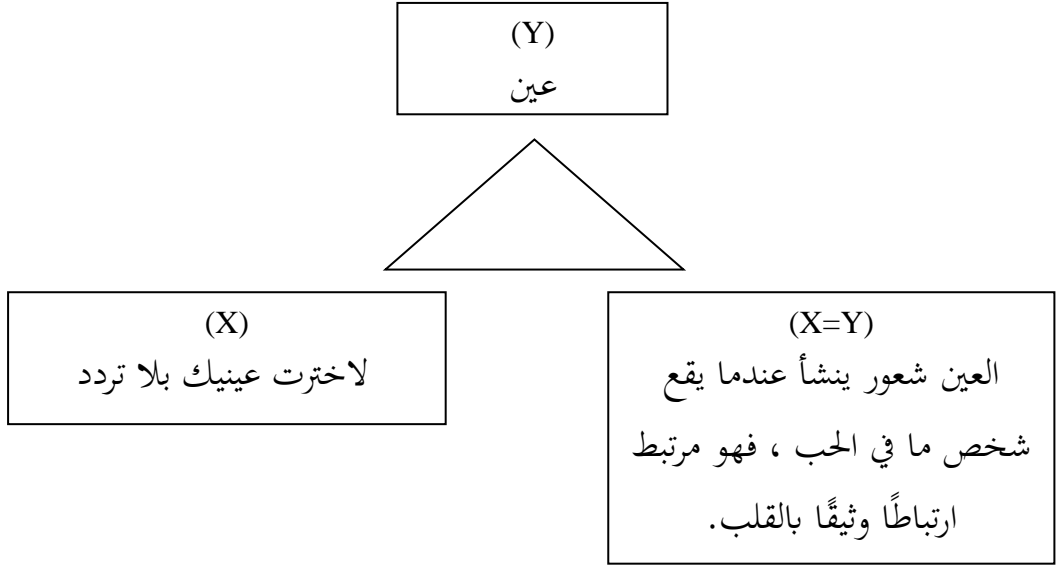 (Y)
عين
(X)
لاخترت عينيك بلا تردد
(X=Y)
العين شعور ينشأ عندما يقع
شخص ما في الحب ، فهو مرتبط
ارتباطًا وثيقًا بالقلب.